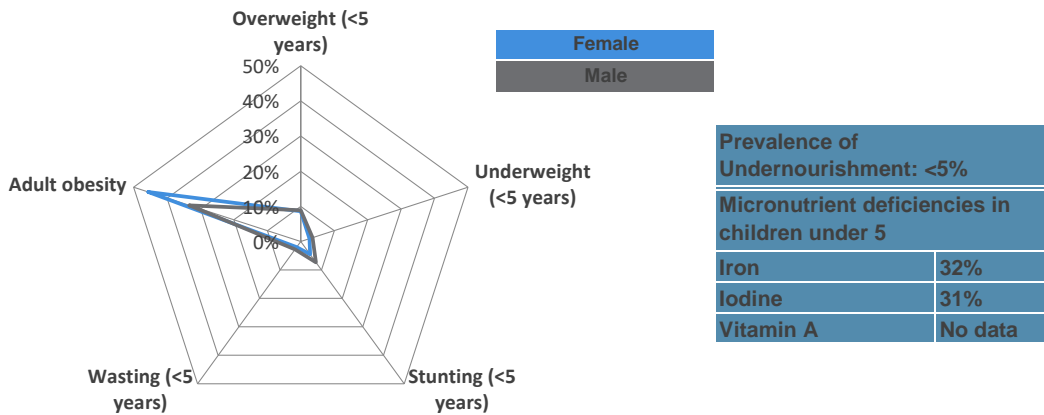 Overweight (<5
years)
Female
Male
50%
40%
30%
20%
10%
0%
Adult obesity
Underweight
(<5 years)
Wasting (<5
years)
Stunting (<5
years)
Prevalence of
Undernourishment: <5%
Micronutrient deficiencies in
children under 5
Iron 32%
Iodine 31%
Vitamin A No data